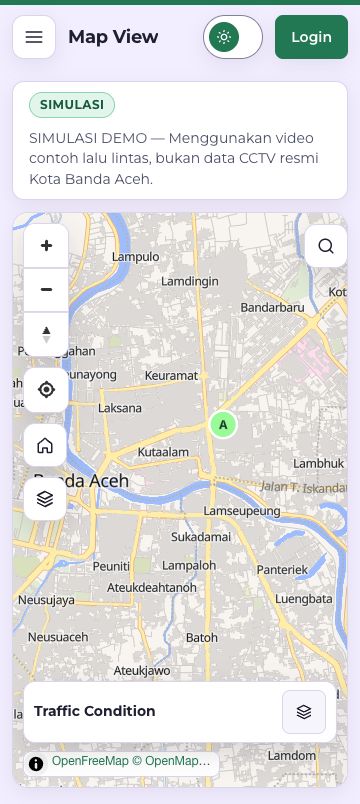 Map View
Login
SIMULASI
SIMULASI DEMO — Menggunakan video
contoh lalu lintas, bukan data CCTV resmi
Kota Banda Aceh.
Lampulo
Lamdingin
Bandarbaru
Keuramat
Laksana
A
Kutaalam
Lambhuk
Banda Aceh
Jalan T. Iskandar
Lamseupeung
Sukadamai
Peuniti
Lampaloh
Panteriek
Ateukdeahtanoh
Neusujaya
Luengbata
Neusuaceh
Batoh
Ateukjawo
Traffic Condition
OpenFreeMap © OpenMap…
Lamdom